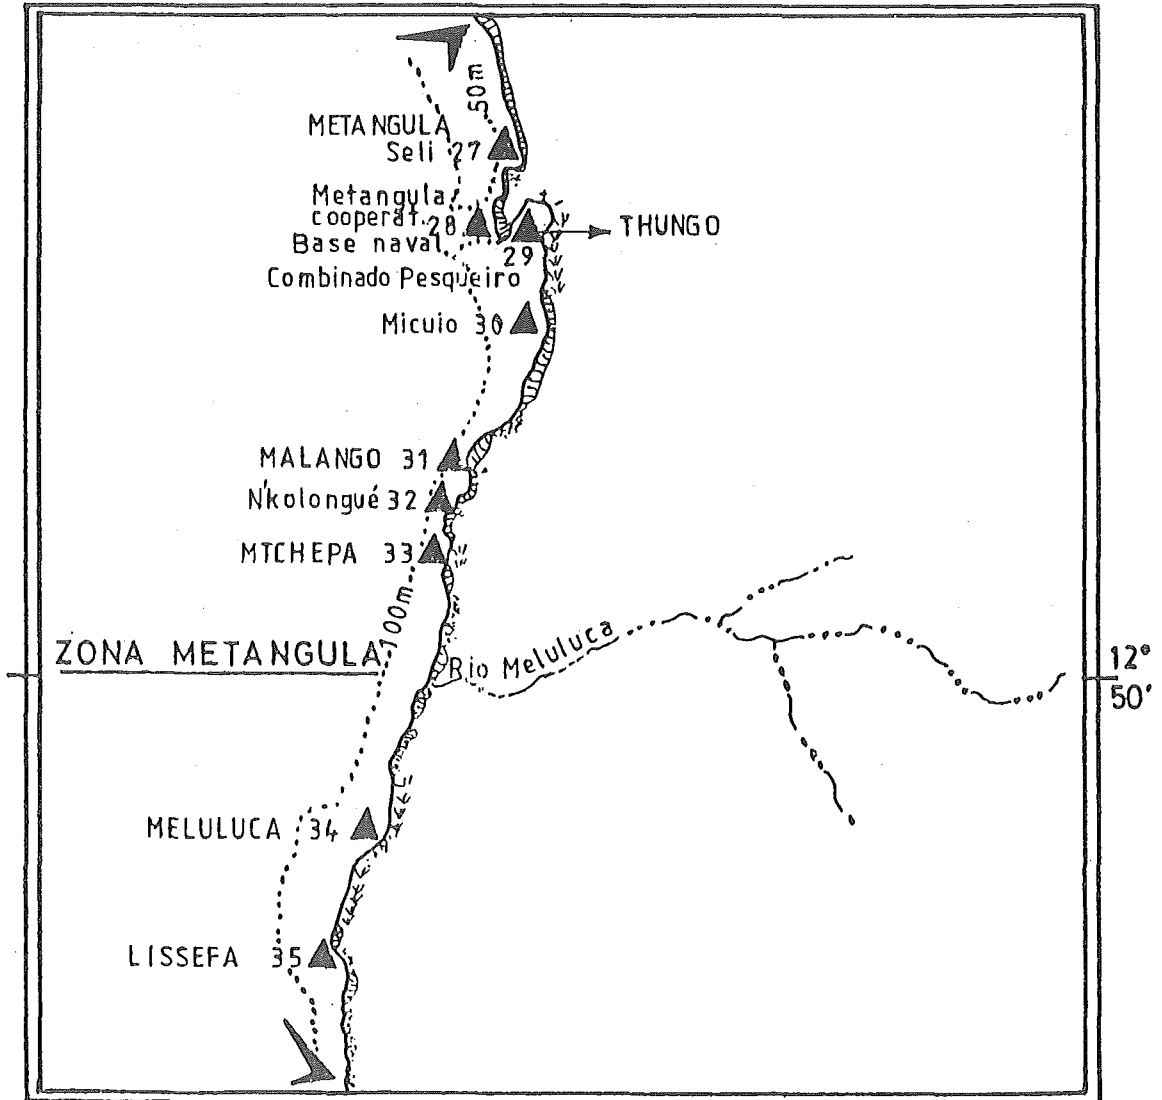 50m
METANGULA
Seli 27
Metangula
cooperat. 28
THUNGO
Base naval
29
Combinado Pesqueiro
Micuio 30
MALANGO 31
N'kolongué 32
MTCHEPA 33
100m
ZONA METANGULA
Rio Meluluca
12°
50'
MELULUCA 34
LISSEFA 35